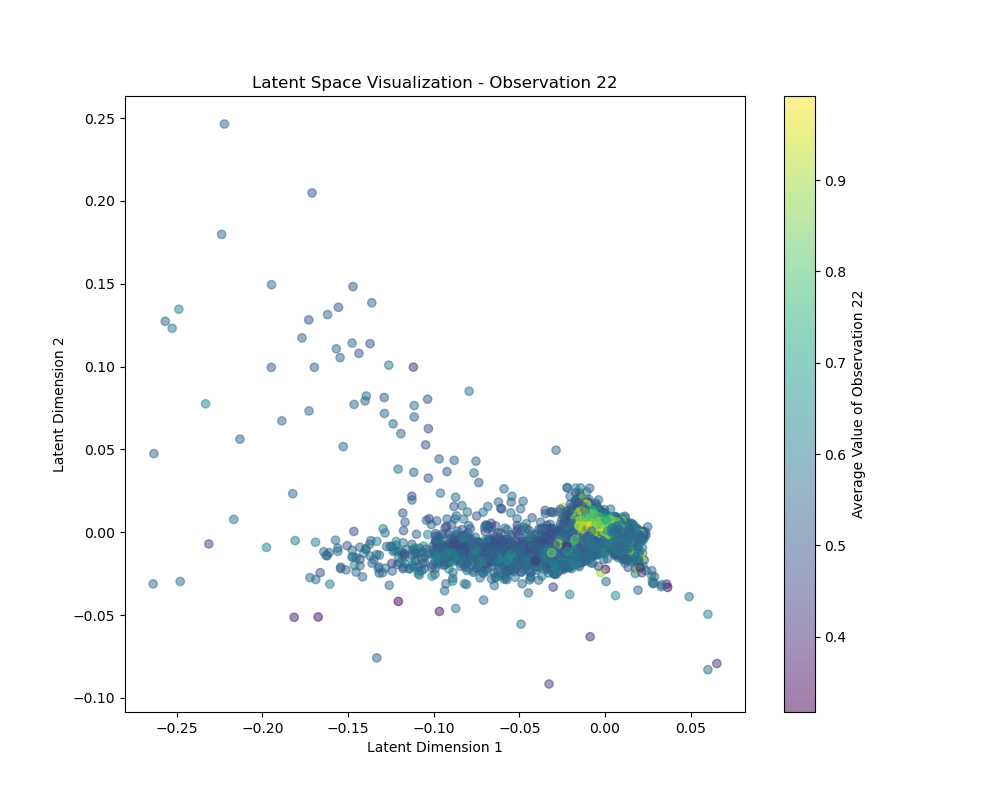 Latent Space Visualization - Observation 22
0.25
0.20
0.15
0.10
0.05
0.00
−0.05
−0.10
Latent Dimension 2
−0.25 −0.20 −0.15 −0.10 −0.05 0.00 0.05
Latent Dimension 1
0.9
0.8
0.7
0.6
0.5
0.4
Average Value of Observation 22